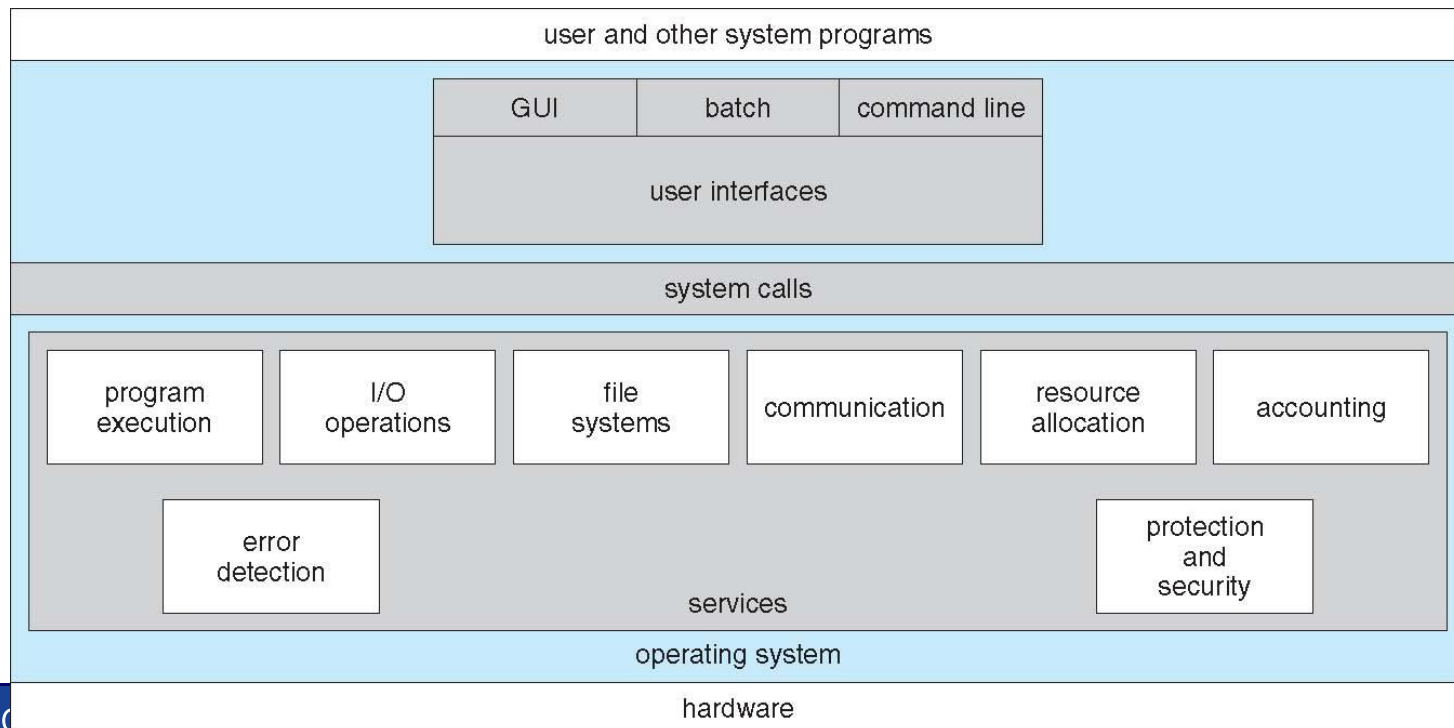 user and other system programs
GUI
batch
command line
user interfaces
system calls
program
execution
I/O
operations
file
systems
communication
resource
allocation
accounting
error
detection
protection
and
security
services
operating system
hardware